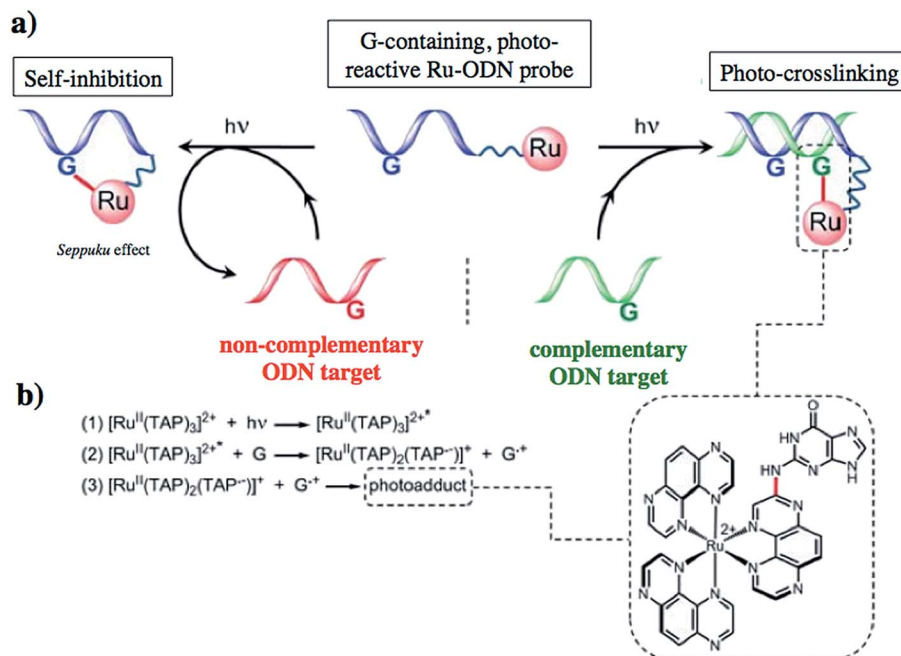 a)
Self-inhibition
G-containing, photo-
reactive Ru-ODN probe
Photo-crosslinking
hν
hν
G
Ru
Seppuku effect
G
Ru
G
G
Ru
G
non-complementary
ODN target
G
complementary
ODN target
b)
(1) [Ruᴵᴵ(TAP)₃]²⁺ + hν ⟶ [Ruᴵᴵ(TAP)₃]²⁺*
(2) [Ruᴵᴵ(TAP)₃]²⁺* + G ⟶ [Ruᴵᴵ(TAP)₂(TAP•⁻)]⁺ + G•⁺
(3) [Ruᴵᴵ(TAP)₂(TAP•⁻)]⁺ + G•⁺ ⟶ photoadduct
O
HN
N
HN
N
N
H
N
N
N
N
N
2+
Ru
N
N
N
N
N
N
N